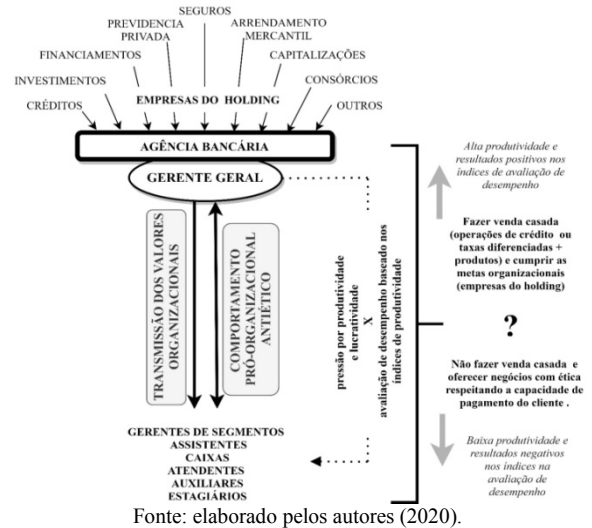 SEGUROS
PREVIDENCIA
PRIVADA
ARRENDAMENTO
MERCANTIL
FINANCIAMENTOS
CAPITALIZAÇÕES
INVESTIMENTOS
CONSÓRCIOS
EMPRESAS DO HOLDING
CRÉDITOS
OUTROS
AGÊNCIA BANCÁRIA
GERENTE GERAL
TRANSMISSÃO DOS VALORES
ORGANIZACIONAIS
COMPORTAMENTO
PRÓ-ORGANIZACIONAL
ANTIÉTICO
GERENTES DE SEGMENTOS
ASSISTENTES
CAIXAS
ATENDENTES
AUXILIARES
ESTAGIÁRIOS
pressão por produtividade
e lucratividade
X
avaliação de desempenho baseado nos
índices de produtividade
Alta produtividade e
resultados positivos nos
índices de avaliação de
desempenho
Fazer venda casada
(operações de crédito ou
taxas diferenciadas +
produtos) e cumprir as
metas organizacionais
(empresas do holding)
?
Não fazer venda casada e
oferecer negócios com ética
respeitando a capacidade de
pagamento do cliente .
Baixa produtividade e
resultados negativos
nos índices na
avaliação de
desempenho
Fonte: elaborado pelos autores (2020).